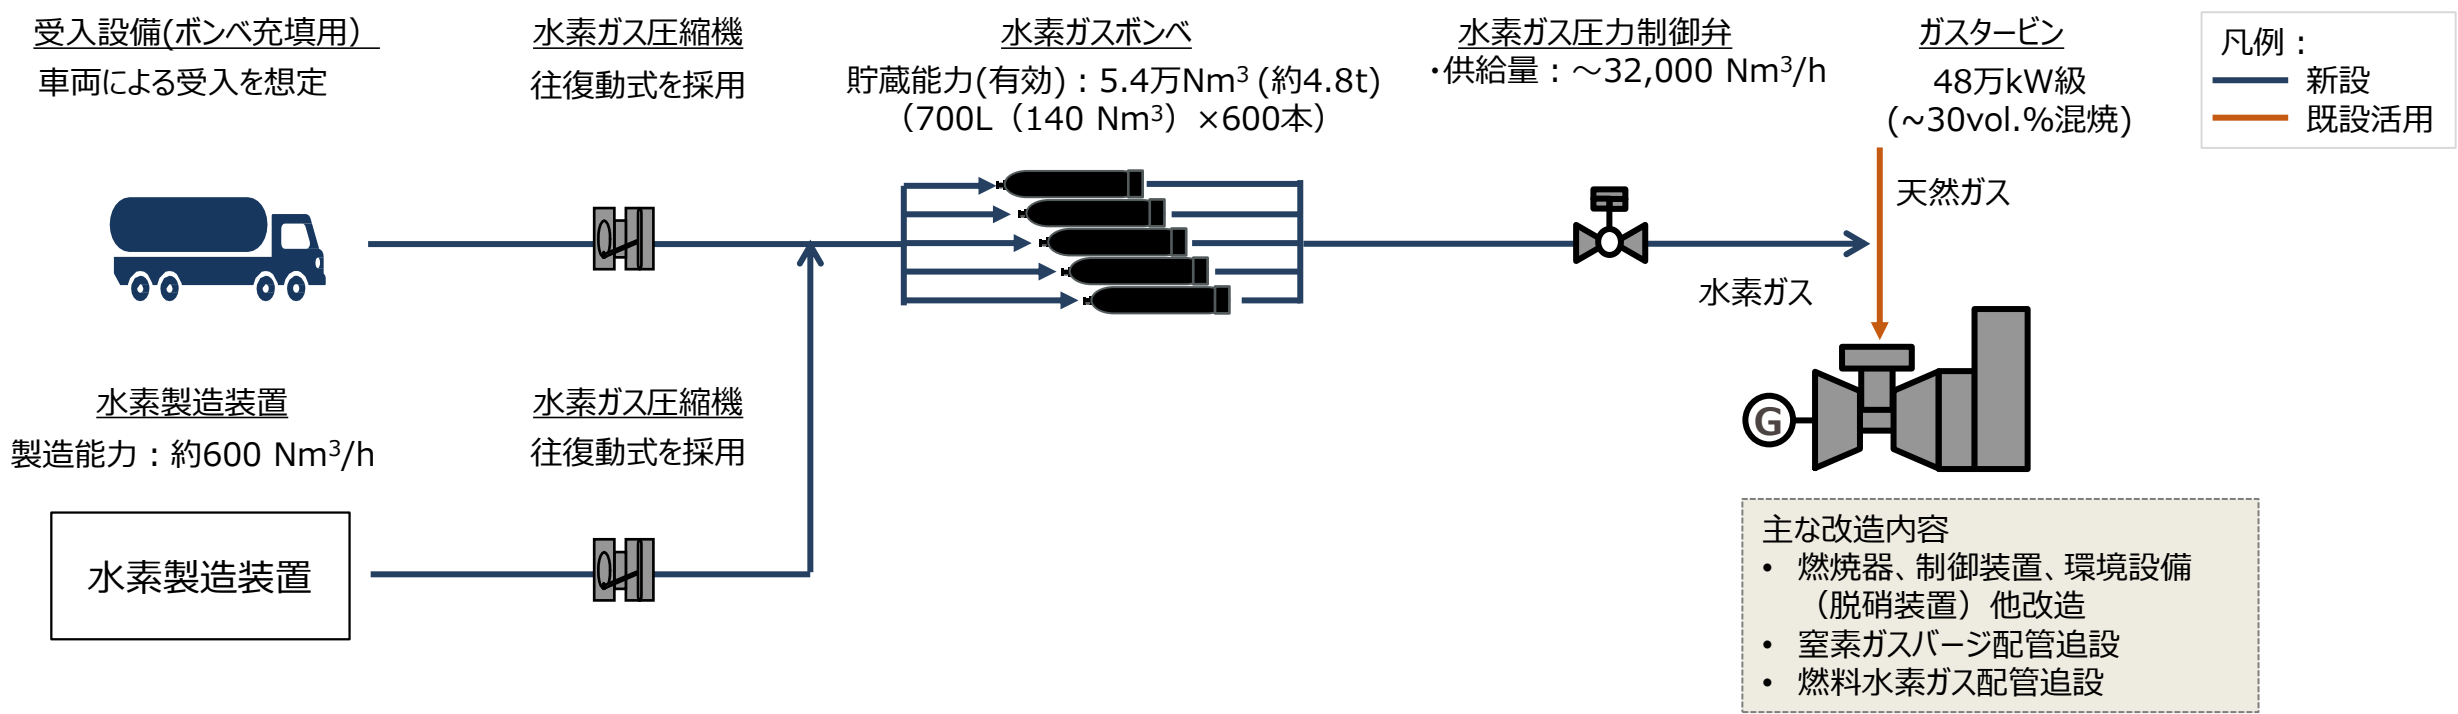 受入設備(ボンベ充填用）
車両による受入を想定
水素ガス圧縮機
往復動式を採用
水素ガスボンベ
貯蔵能力(有効)：5.4万Nm³ (約4.8t)
（700L（140 Nm³）×600本）
水素ガス圧力制御弁
・供給量：～32,000 Nm³/h
ガスタービン
48万kW級
(~30vol.%混焼)
凡例：
新設
既設活用
天然ガス
水素ガス
水素製造装置
製造能力：約600 Nm³/h
水素ガス圧縮機
往復動式を採用
水素製造装置
G
主な改造内容
• 燃焼器、制御装置、環境設備
（脱硝装置）他改造
• 窒素ガスバージ配管追設
• 燃料水素ガス配管追設